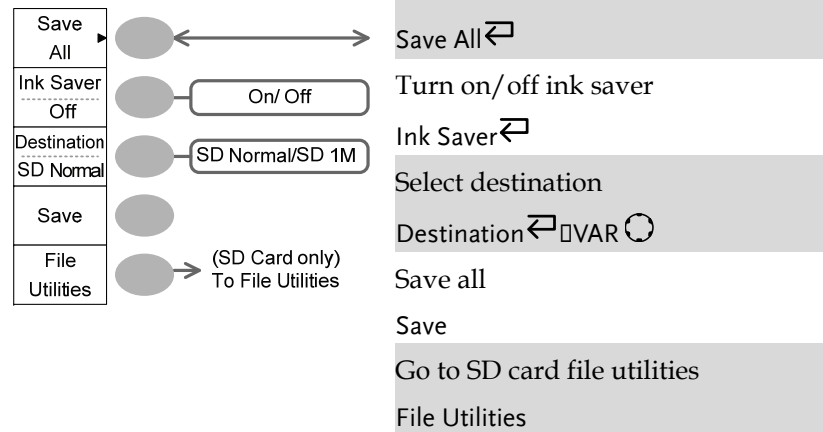 Save
All
Ink Saver
Off
On/ Off
Destination
SD Normal
SD Normal/SD 1M
Save
File
Utilities
(SD Card only)
To File Utilities
Save All
Turn on/off ink saver
Ink Saver
Select destination
Destination VAR
Save all
Save
Go to SD card file utilities
File Utilities